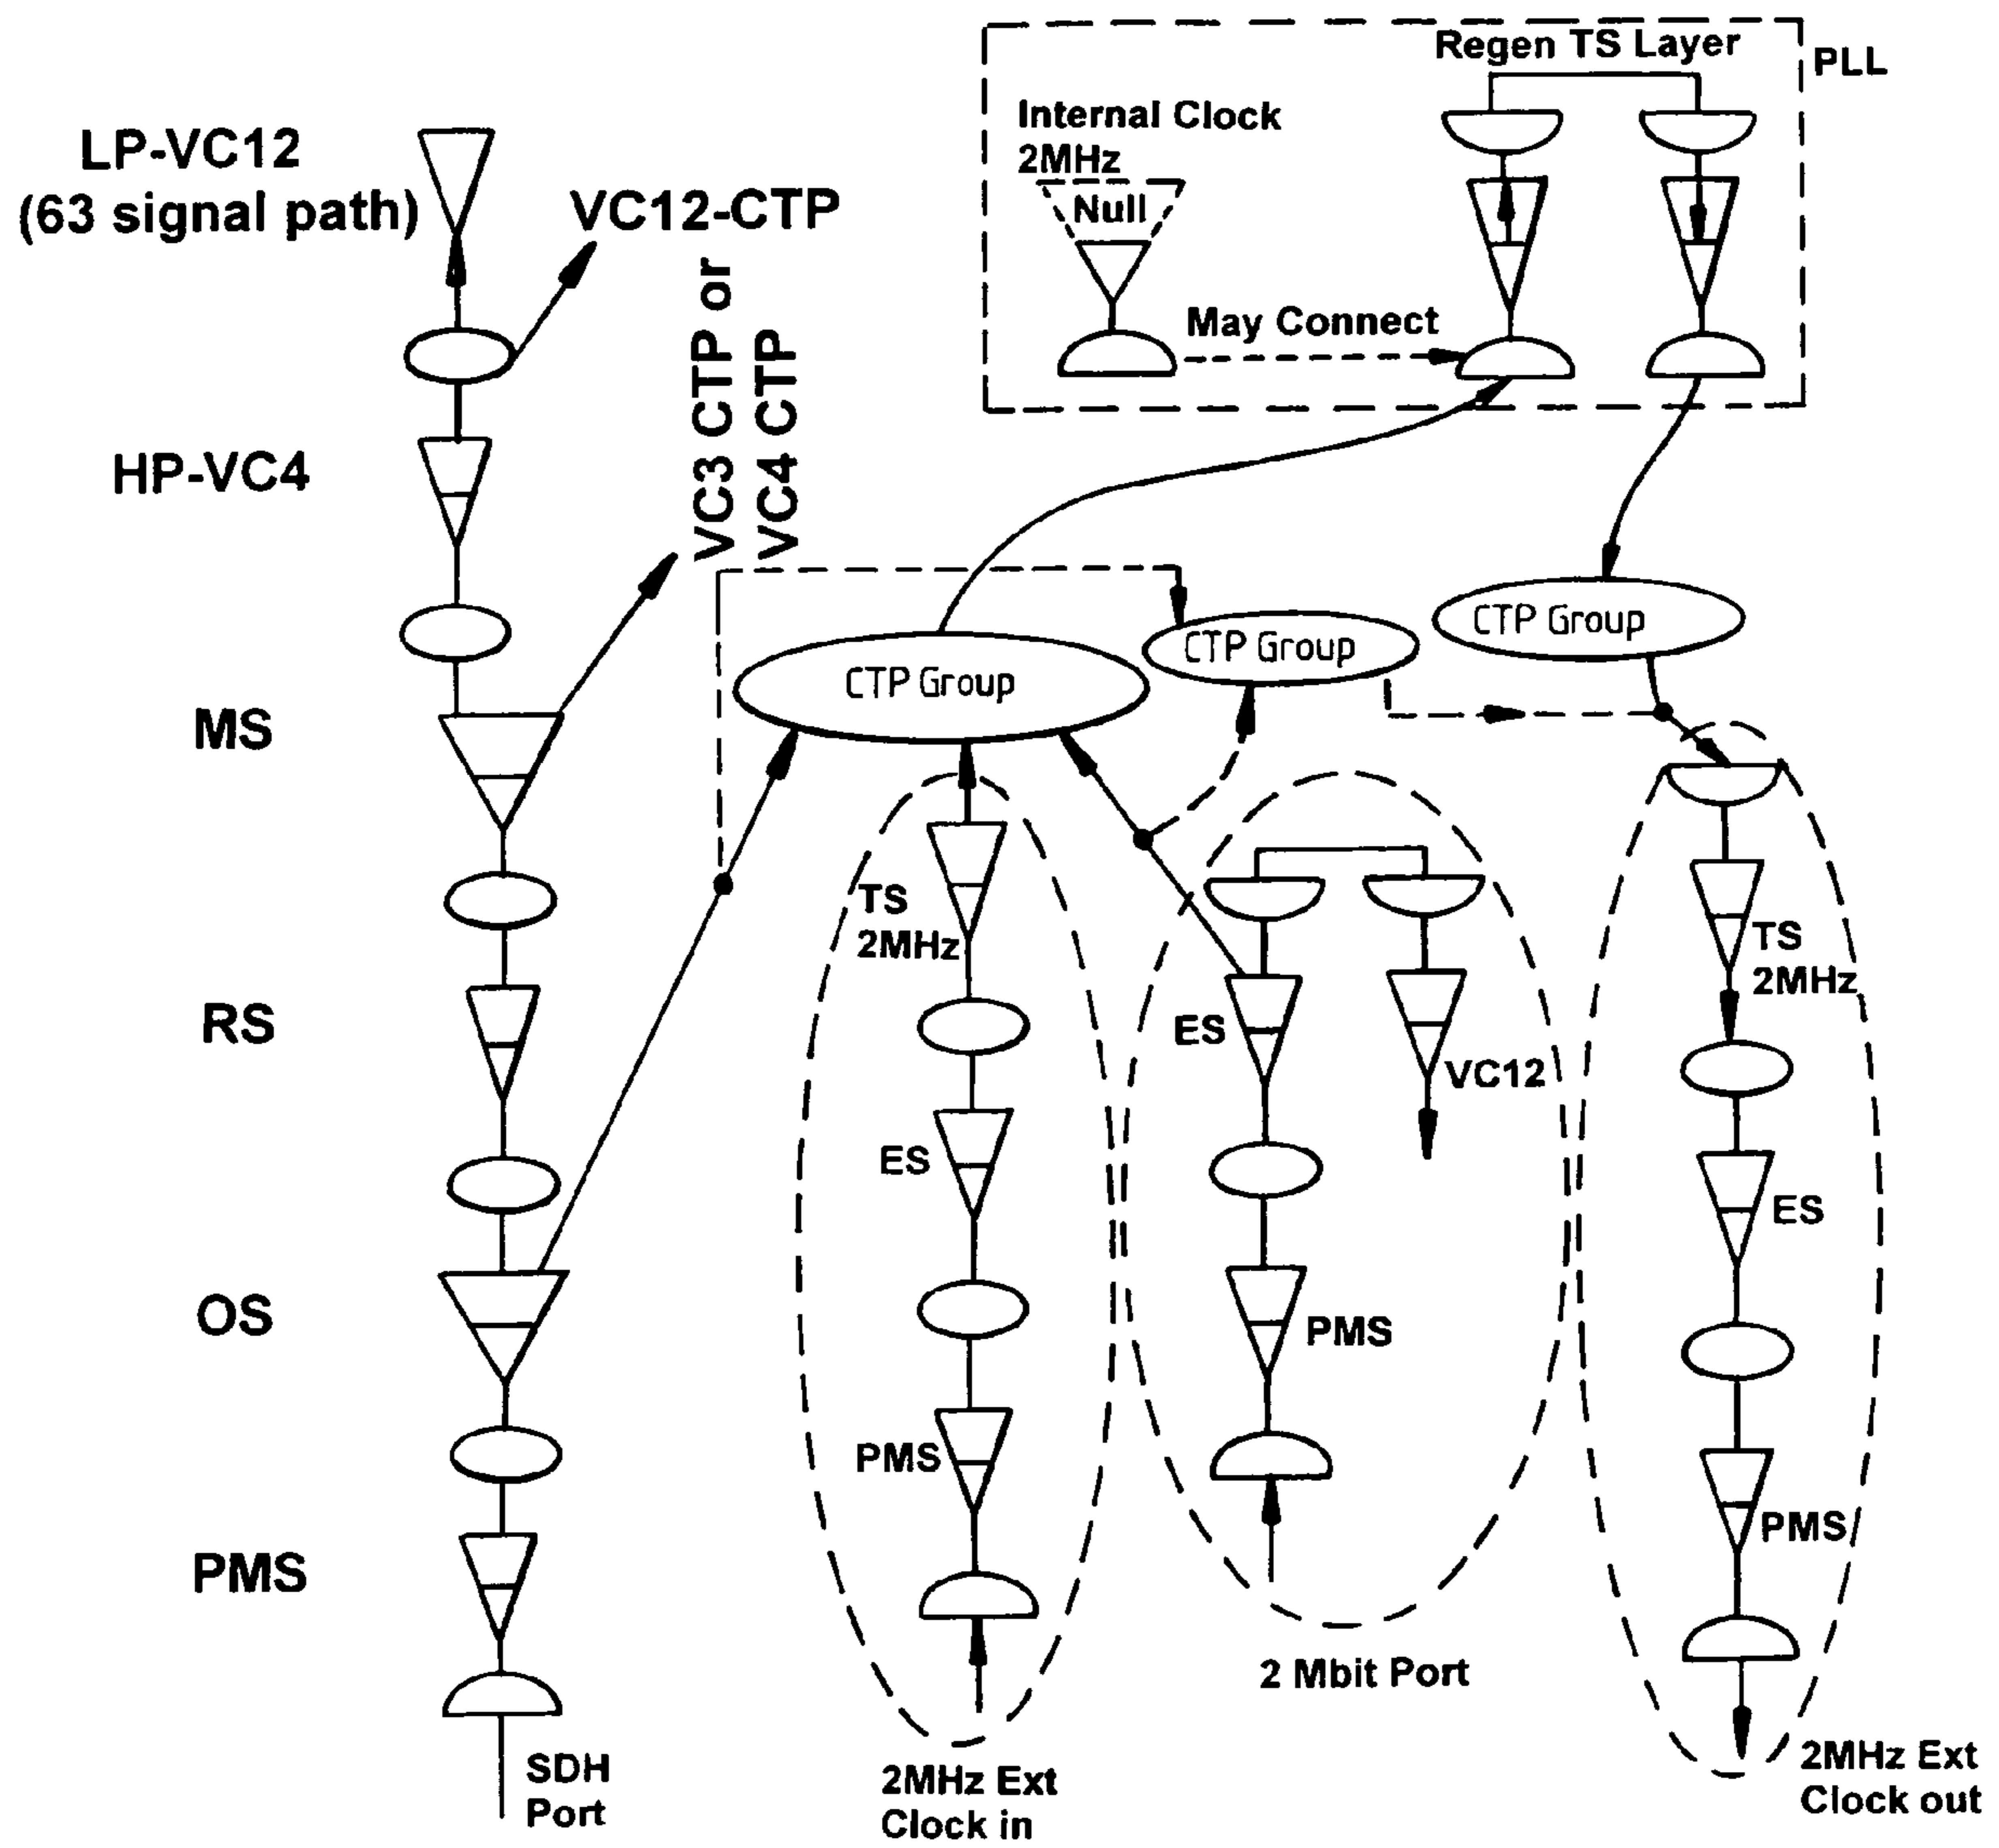 Regen TS Layer
PLL
Internal Clock
2MHz
Null
May Connect
LP-VC12
(63 signal path)
VC12-CTP
VC3 CTP or
VC4 CTP
HP-VC4
CTP Group
CTP Group
CTP Group
MS
TS
2MHz
TS
2MHz
RS
ES
VC12
ES
ES
OS
PMS
PMS
PMS
PMS
2 Mbit Port
SDH
Port
2MHz Ext
Clock in
2MHz Ext
Clock out